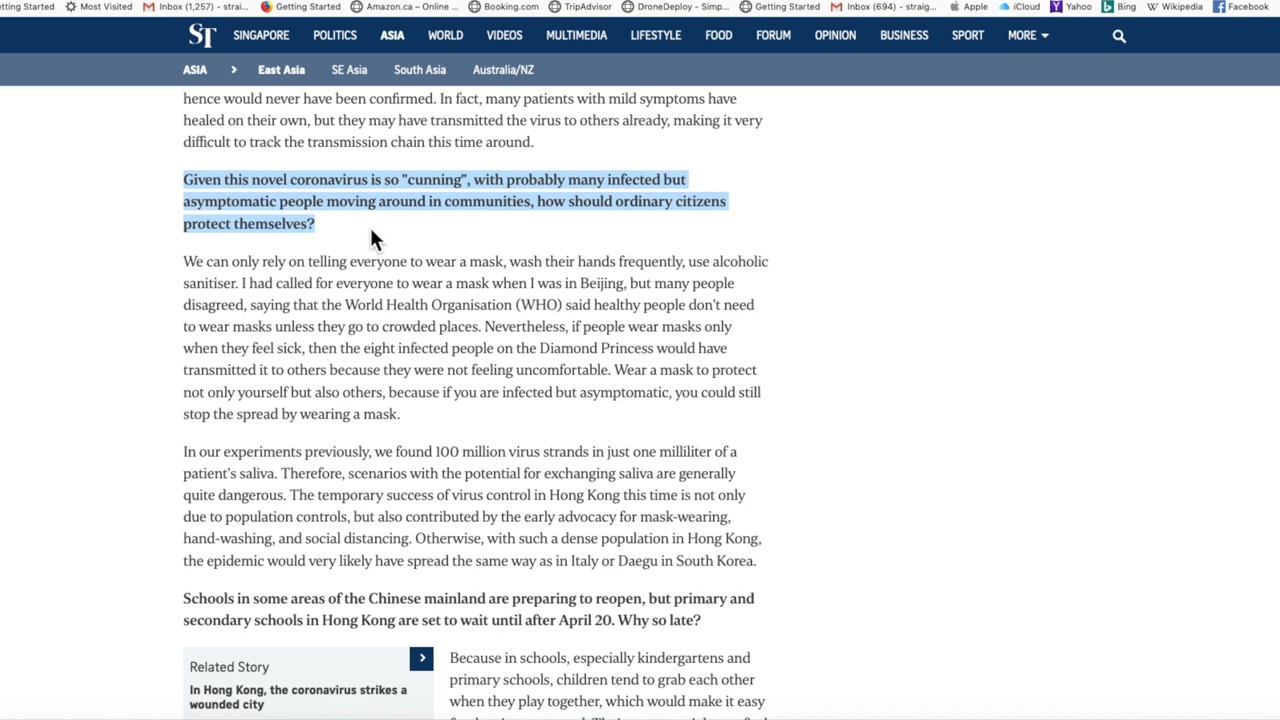 etting Started Most Visited Inbox (1,257) - strai... Getting Started Amazon.ca – Online ... Booking.com TripAdvisor DroneDeploy - Simp... Getting Started Inbox (694) - straig... Apple iCloud Yahoo Bing Wikipedia Facebook
ST SINGAPORE POLITICS ASIA WORLD VIDEOS MULTIMEDIA LIFESTYLE FOOD FORUM OPINION BUSINESS SPORT MORE
ASIA > East Asia SE Asia South Asia Australia/NZ
hence would never have been confirmed. In fact, many patients with mild symptoms have
healed on their own, but they may have transmitted the virus to others already, making it very
difficult to track the transmission chain this time around.
Given this novel coronavirus is so "cunning", with probably many infected but
asymptomatic people moving around in communities, how should ordinary citizens
protect themselves?
We can only rely on telling everyone to wear a mask, wash their hands frequently, use alcoholic
sanitiser. I had called for everyone to wear a mask when I was in Beijing, but many people
disagreed, saying that the World Health Organisation (WHO) said healthy people don't need
to wear masks unless they go to crowded places. Nevertheless, if people wear masks only
when they feel sick, then the eight infected people on the Diamond Princess would have
transmitted it to others because they were not feeling uncomfortable. Wear a mask to protect
not only yourself but also others, because if you are infected but asymptomatic, you could still
stop the spread by wearing a mask.
In our experiments previously, we found 100 million virus strands in just one milliliter of a
patient's saliva. Therefore, scenarios with the potential for exchanging saliva are generally
quite dangerous. The temporary success of virus control in Hong Kong this time is not only
due to population controls, but also contributed by the early advocacy for mask-wearing,
hand-washing, and social distancing. Otherwise, with such a dense population in Hong Kong,
the epidemic would very likely have spread the same way as in Italy or Daegu in South Korea.
Schools in some areas of the Chinese mainland are preparing to reopen, but primary and
secondary schools in Hong Kong are set to wait until after April 20. Why so late?
Related Story
In Hong Kong, the coronavirus strikes a
wounded city
Because in schools, especially kindergartens and
primary schools, children tend to grab each other
when they play together, which would make it easy